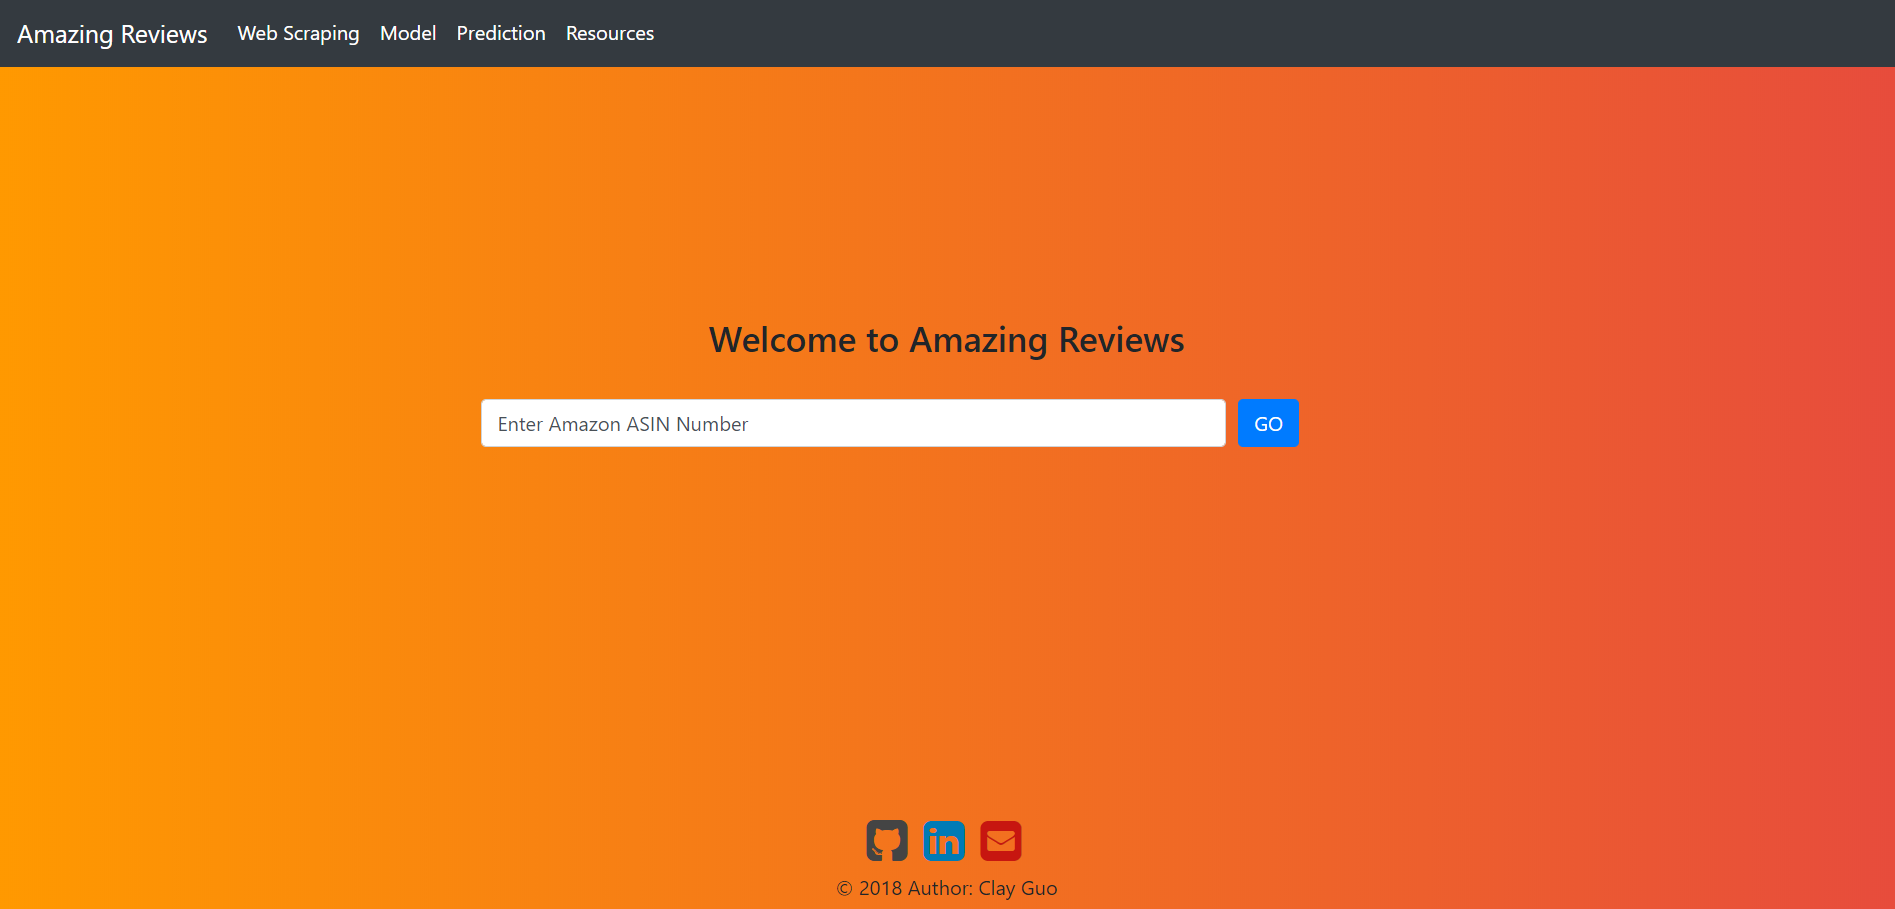 Amazing Reviews Web Scraping Model Prediction Resources
Welcome to Amazing Reviews
Enter Amazon ASIN Number GO
in
© 2018 Author: Clay Guo